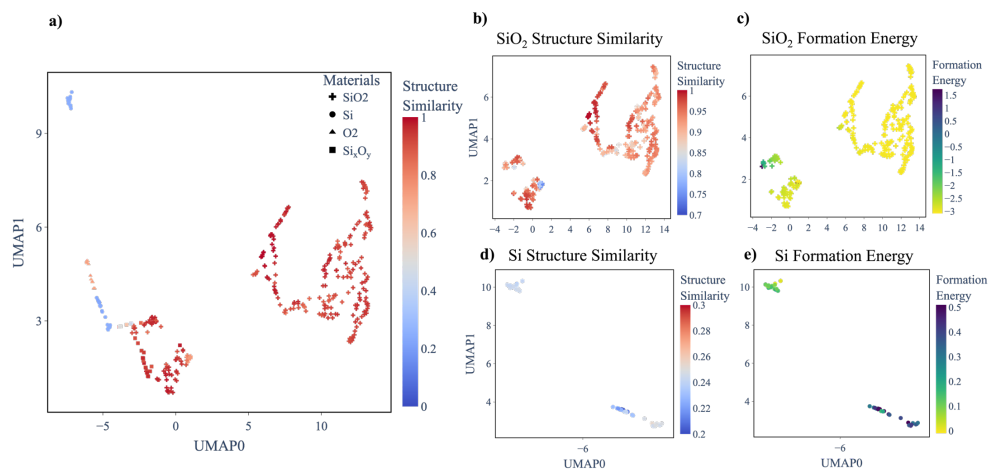 a)
Materials
SiO2
Si
O2
SiₓOᵧ
Structure
Similarity
1
0.8
0.6
0.4
0.2
0
9
6
3
−5
0
5
10
UMAP1
UMAP0
b)
SiO₂ Structure Similarity
Structure
Similarity
1
0.95
0.9
0.85
0.8
0.75
0.7
6
4
2
−4
−2
0
2
4
6
8
10
12
14
UMAP1
c)
SiO₂ Formation Energy
Formation
Energy
1.5
1
0.5
0
−0.5
−1
−1.5
−2
−2.5
−3
6
4
2
−4
−2
0
2
4
6
8
10
12
14
d)
Si Structure Similarity
Structure
Similarity
0.3
0.28
0.26
0.24
0.22
0.2
10
8
6
4
−6
UMAP1
UMAP0
e)
Si Formation Energy
Formation
Energy
0.5
0.4
0.3
0.2
0.1
0
10
8
6
4
−6
UMAP0